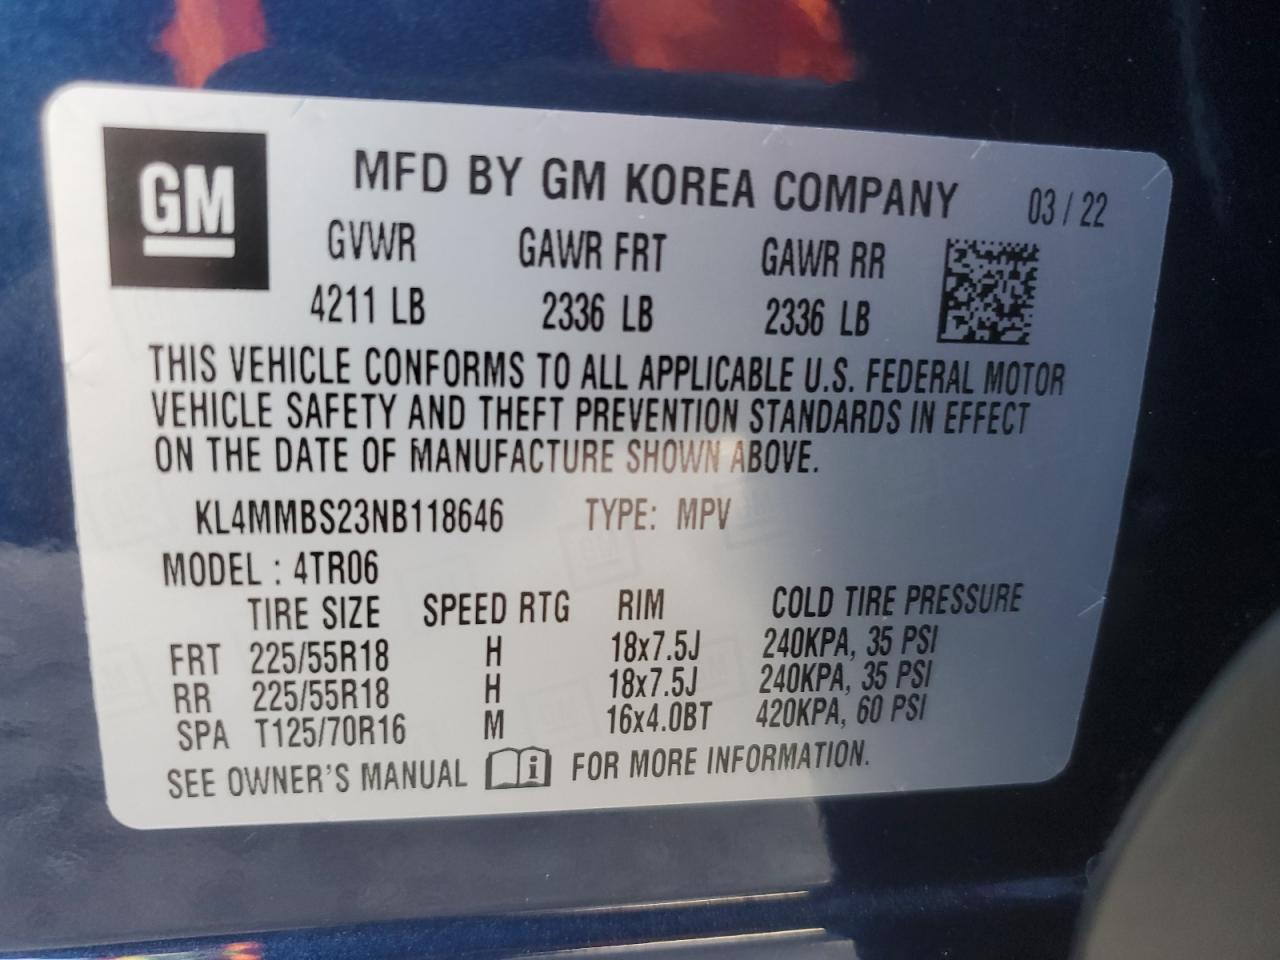 GM
MFD BY GM KOREA COMPANY 03 / 22
GVWR GAWR FRT GAWR RR
4211 LB 2336 LB 2336 LB
THIS VEHICLE CONFORMS TO ALL APPLICABLE U.S. FEDERAL MOTOR
VEHICLE SAFETY AND THEFT PREVENTION STANDARDS IN EFFECT
ON THE DATE OF MANUFACTURE SHOWN ABOVE.
KL4MMBS23NB118646 TYPE: MPV
MODEL : 4TR06
TIRE SIZE SPEED RTG RIM COLD TIRE PRESSURE
FRT 225/55R18 H 18x7.5J 240KPA, 35 PSI
RR 225/55R18 H 18x7.5J 240KPA, 35 PSI
SPA T125/70R16 M 16x4.0BT 420KPA, 60 PSI
SEE OWNER'S MANUAL i FOR MORE INFORMATION.